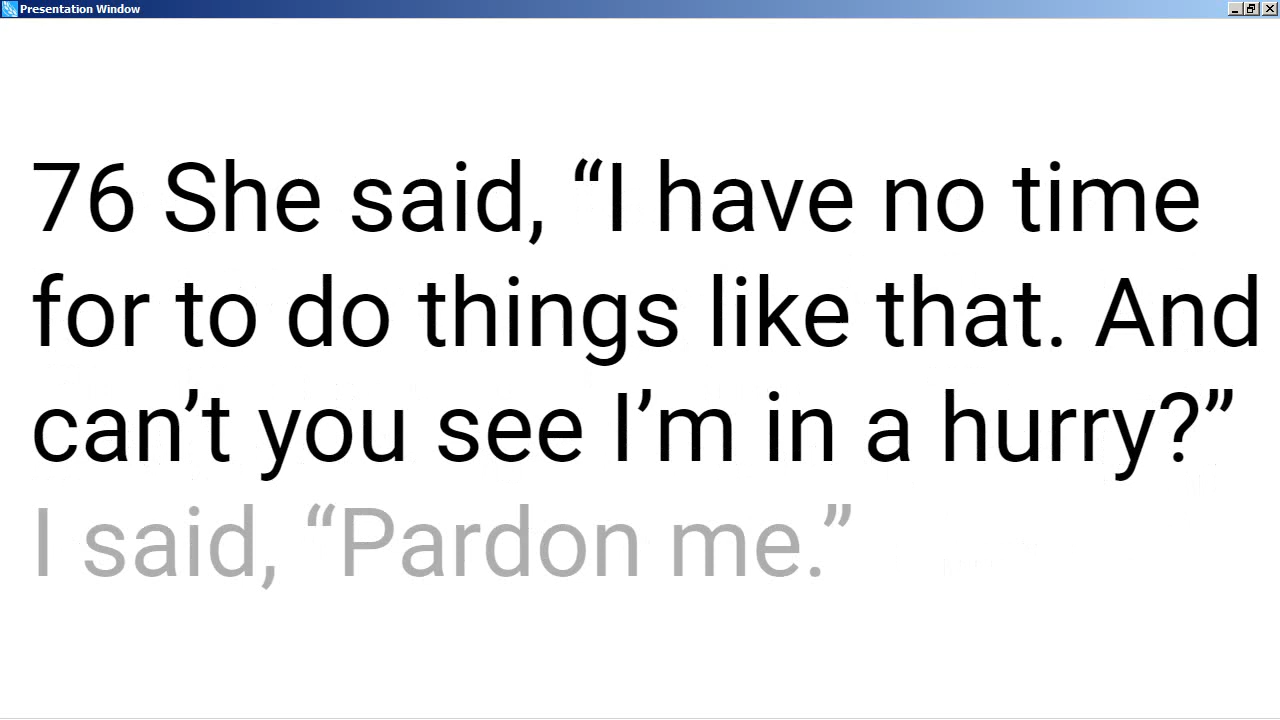 Presentation Window
76 She said, “I have no time
for to do things like that. And
can’t you see I’m in a hurry?”
I said, “Pardon me.”